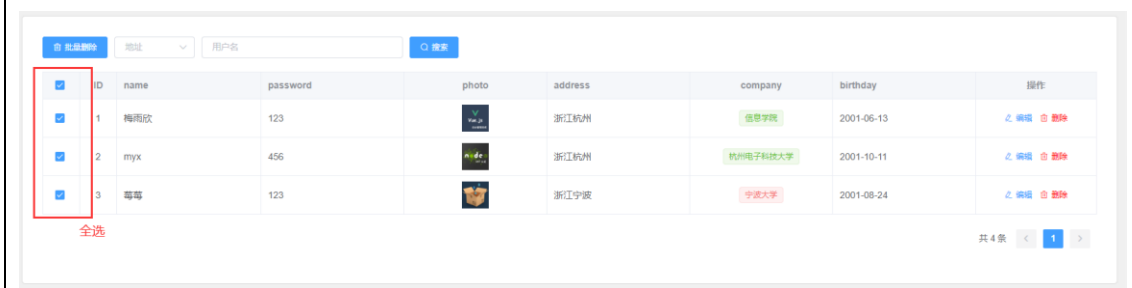 批量删除 地址 用户名 搜索
ID name password photo address company birthday 操作
1 梅雨欣 123 浙江杭州 信息学院 2001-06-13 编辑 删除
2 myx 456 node 浙江杭州 杭州电子科技大学 2001-10-11 编辑 删除
3 莓莓 123 浙江宁波 宁波大学 2001-08-24 编辑 删除
全选
共 4 条 < 1 >